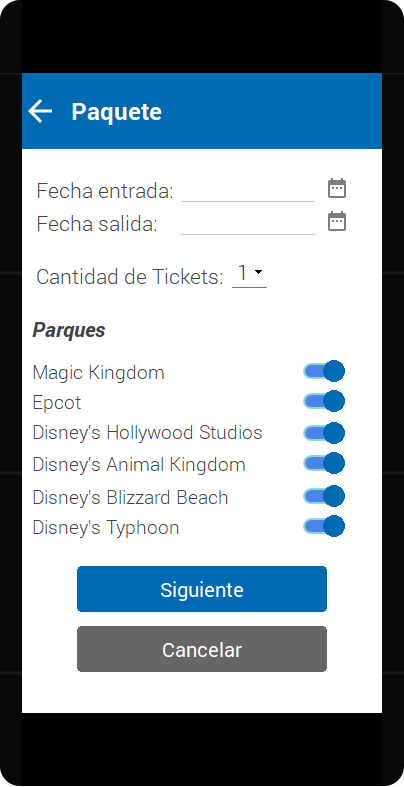 Paquete
Fecha entrada:
Fecha salida:
Cantidad de Tickets: 1
Parques
Magic Kingdom
Epcot
Disney's Hollywood Studios
Disney's Animal Kingdom
Disney's Blizzard Beach
Disney's Typhoon
Siguiente
Cancelar